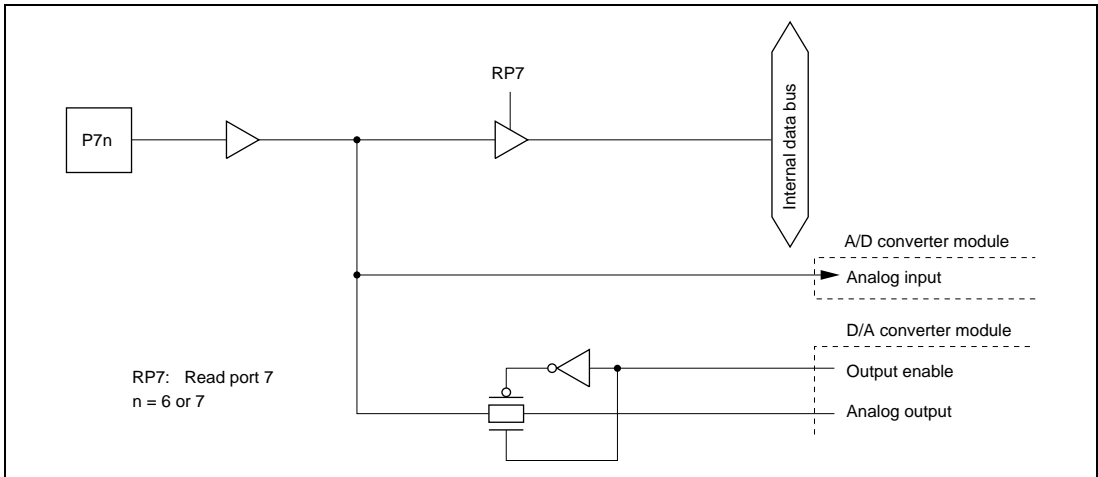 RP7
P7n
Internal data bus
A/D converter module
Analog input
D/A converter module
Output enable
Analog output
RP7: Read port 7
n = 6 or 7